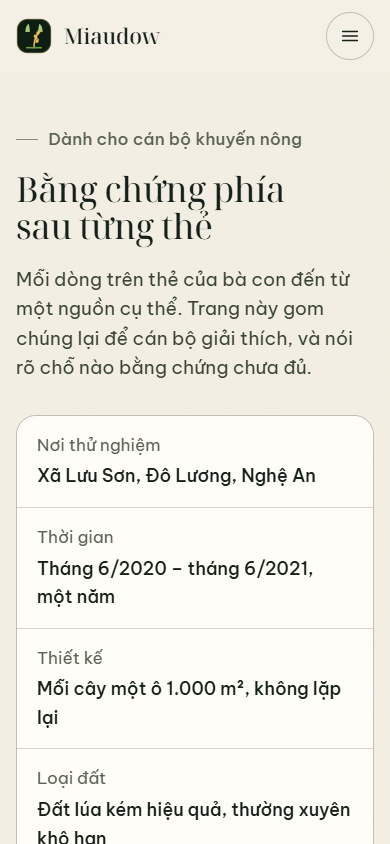 Miaudow
Dành cho cán bộ khuyến nông
Bằng chứng phía
sau từng thẻ
Mỗi dòng trên thẻ của bà con đến từ
một nguồn cụ thể. Trang này gom
chúng lại để cán bộ giải thích, và nói
rõ chỗ nào bằng chứng chưa đủ.
Nơi thử nghiệm
Xã Lưu Sơn, Đô Lương, Nghệ An
Thời gian
Tháng 6/2020 – tháng 6/2021,
một năm
Thiết kế
Mỗi cây một ô 1.000 m², không lặp
lại
Loại đất
Đất lúa kém hiệu quả, thường xuyên
khô hạn